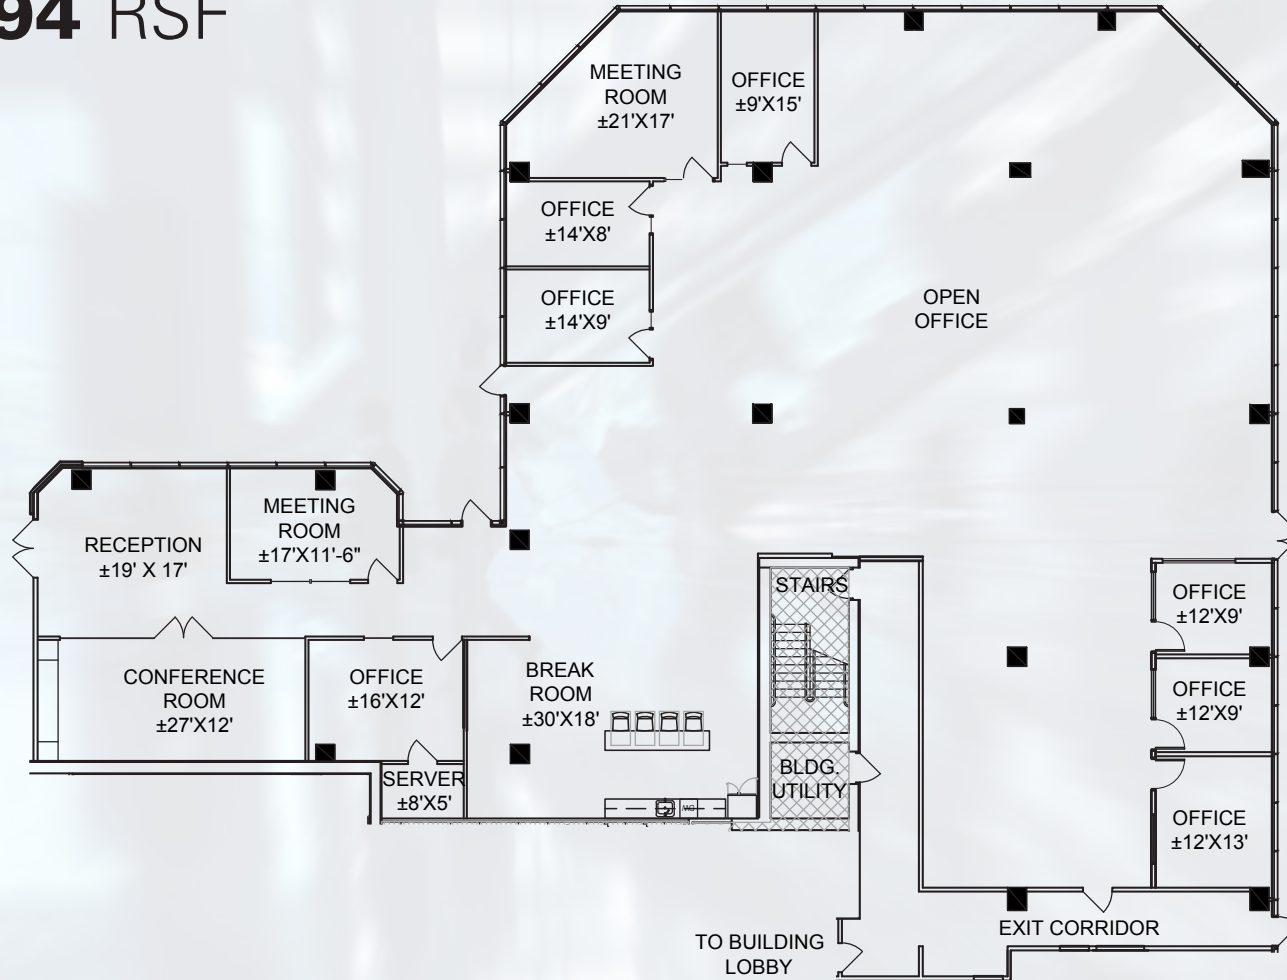 94 RSF
MEETING
ROOM
±21'X17'
OFFICE
±9'X15'
OFFICE
±14'X8'
OFFICE
±14'X9'
OPEN
OFFICE
MEETING
ROOM
±17'X11'-6"
RECEPTION
±19' X 17'
STAIRS
OFFICE
±12'X9'
CONFERENCE
ROOM
±27'X12'
OFFICE
±16'X12'
BREAK
ROOM
±30'X18'
OFFICE
±12'X9'
SERVER
±8'X5'
BLDG.
UTILITY
DW
OFFICE
±12'X13'
EXIT CORRIDOR
TO BUILDING
LOBBY